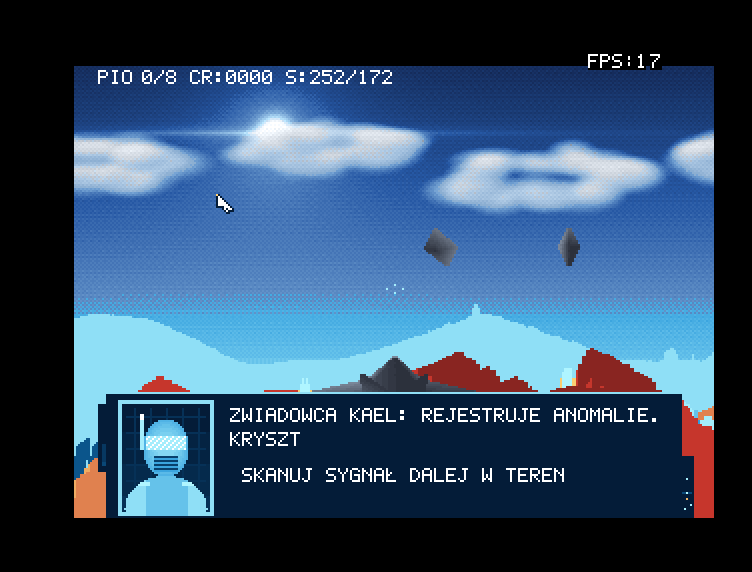 FPS:17
PIO 0/8 CR:0000 S:252/172
ZWIADOWCA KAEL: REJESTRUJE ANOMALIE.
KRYSZT
SKANUJ SYGNAŁ DALEJ W TEREN